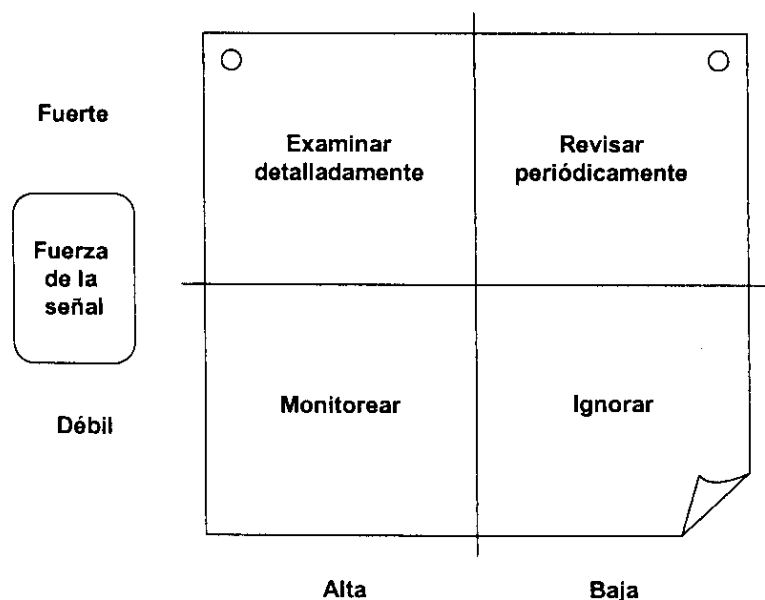 Fuerte
Examinar
detalladamente
Revisar
periódicamente
Fuerza
de la
señal
Débil
Monitorear
Ignorar
Alta
Baja